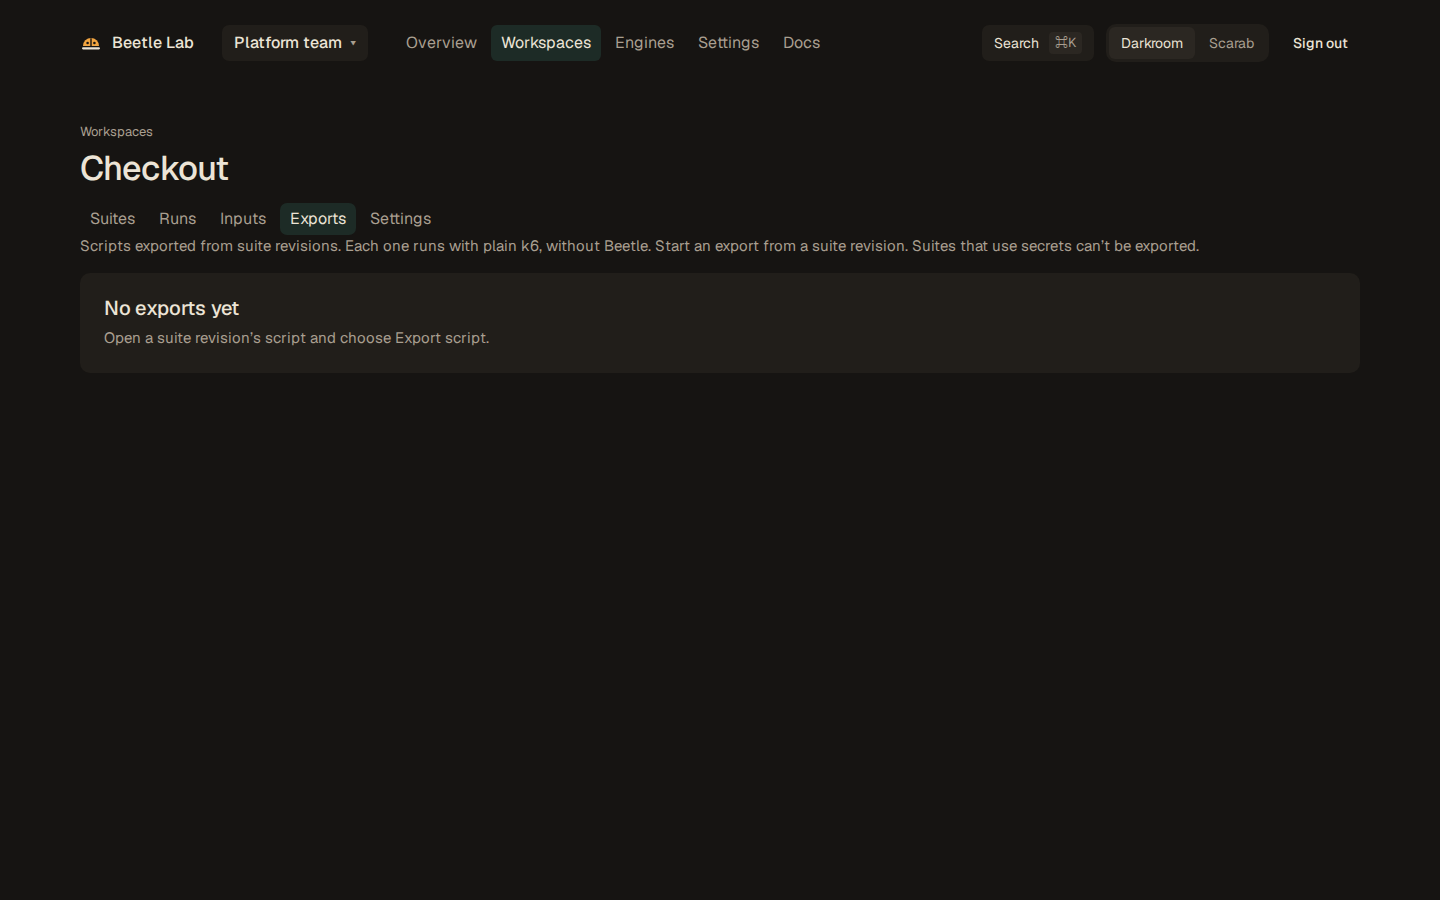 Beetle Lab
Platform team
Overview
Workspaces
Engines
Settings
Docs
Search ⌘K
Darkroom
Scarab
Sign out
Workspaces
Checkout
Suites
Runs
Inputs
Exports
Settings
Scripts exported from suite revisions. Each one runs with plain k6, without Beetle. Start an export from a suite revision. Suites that use secrets can’t be exported.
No exports yet
Open a suite revision’s script and choose Export script.